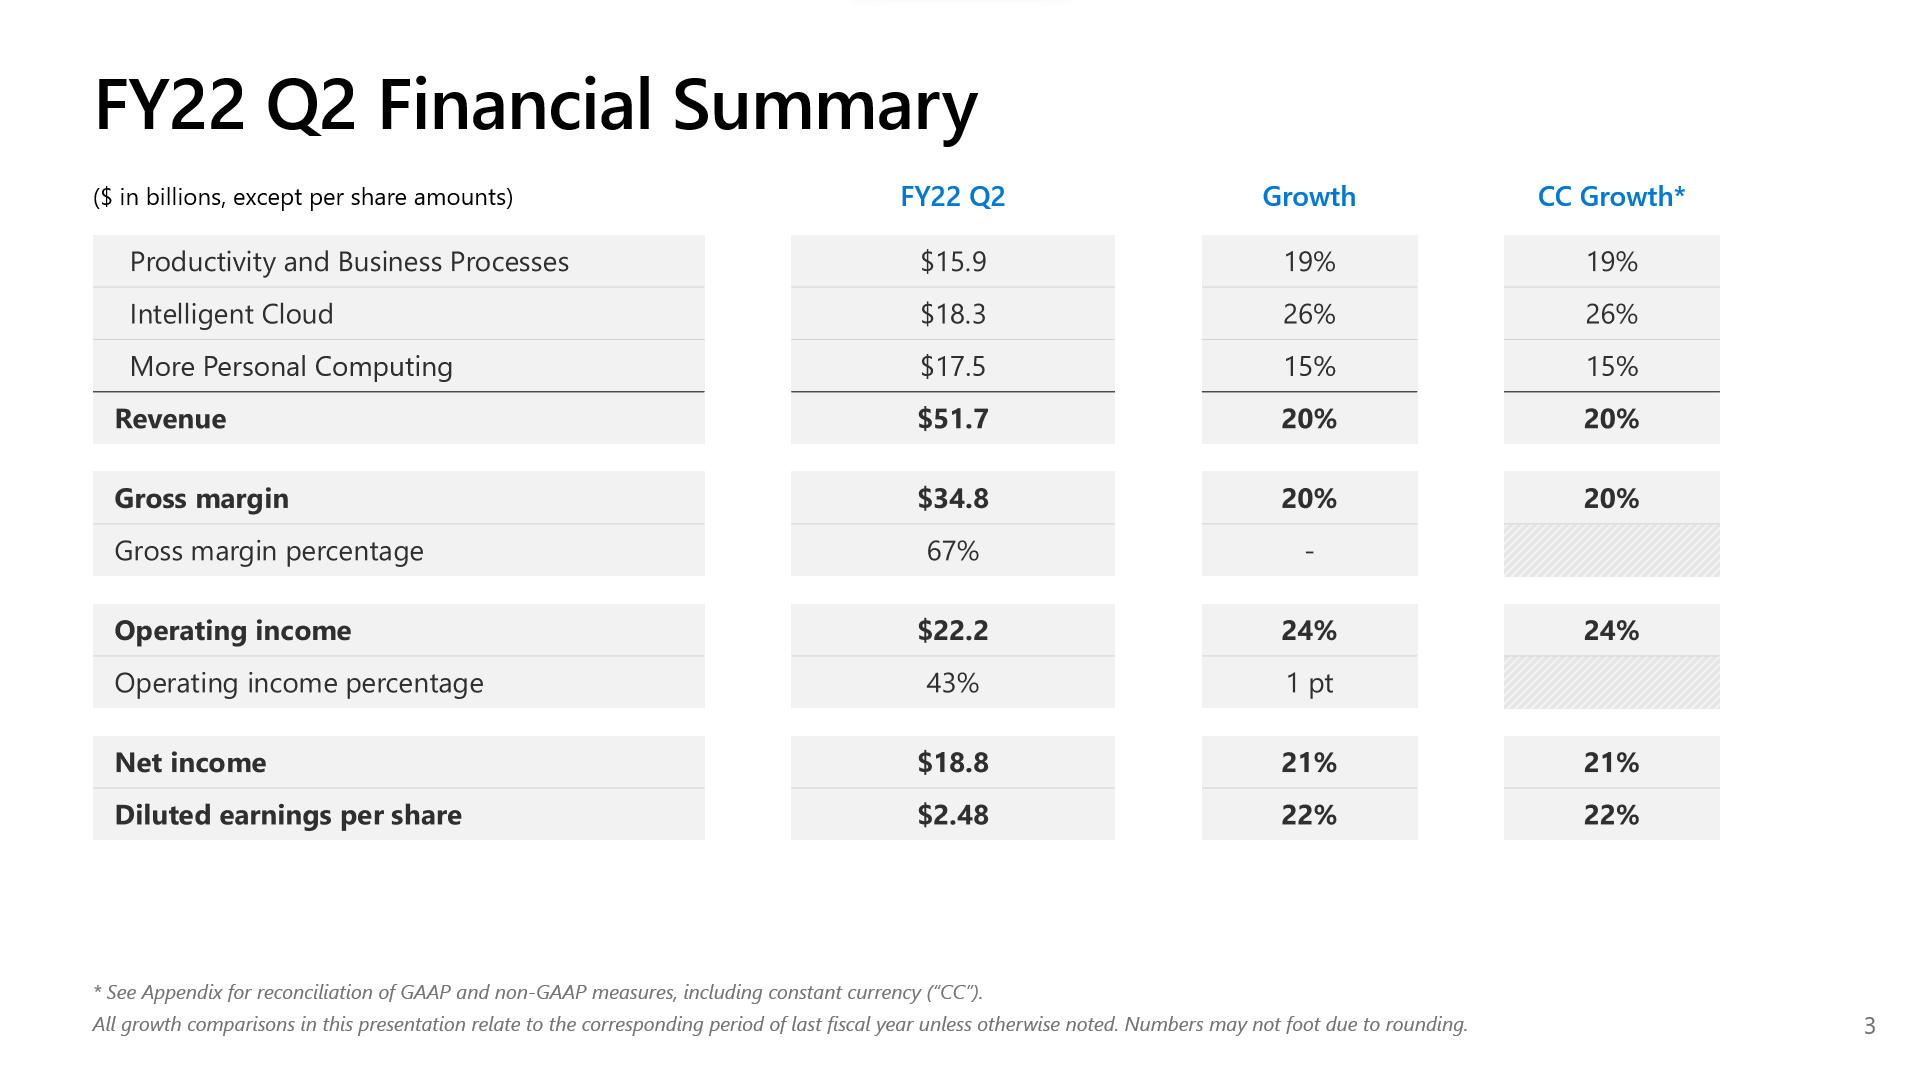 FY22 Q2 Financial Summary
($ in billions, except per share amounts) FY22 Q2 Growth CC Growth*
Productivity and Business Processes $15.9 19% 19%
Intelligent Cloud $18.3 26% 26%
More Personal Computing $17.5 15% 15%
Revenue $51.7 20% 20%
Gross margin $34.8 20% 20%
Gross margin percentage 67% -
Operating income $22.2 24% 24%
Operating income percentage 43% 1 pt
Net income $18.8 21% 21%
Diluted earnings per share $2.48 22% 22%
* See Appendix for reconciliation of GAAP and non-GAAP measures, including constant currency (“CC”).
All growth comparisons in this presentation relate to the corresponding period of last fiscal year unless otherwise noted. Numbers may not foot due to rounding.
3